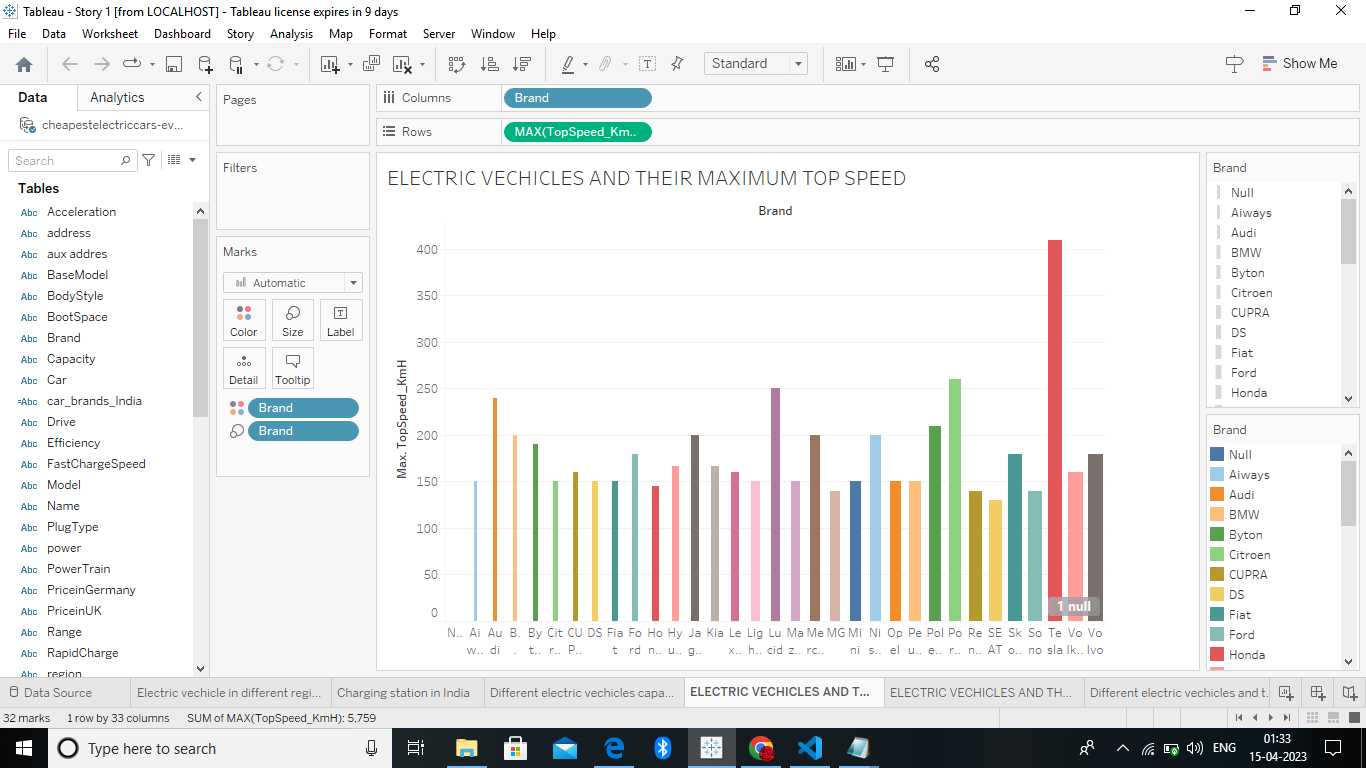 Tableau - Story 1 [from LOCALHOST] - Tableau license expires in 9 days
File Data Worksheet Dashboard Story Analysis Map Format Server Window Help
Standard
Show Me
Data Analytics
cheapestelectriccars-ev...
Search
Tables
Abc Acceleration
Abc address
Abc aux addres
Abc BaseModel
Abc BodyStyle
Abc BootSpace
Abc Brand
Abc Capacity
Abc Car
=Abc car_brands_India
Abc Drive
Abc Efficiency
Abc FastChargeSpeed
Abc Model
Abc Name
Abc PlugType
Abc power
Abc PowerTrain
Abc PriceinGermany
Abc PriceinUK
Abc Range
Abc RapidCharge
Abc region
Pages
Filters
Marks
Automatic
Color Size Label
Detail Tooltip
Brand
Brand
Columns Brand
Rows MAX(TopSpeed_Km..
ELECTRIC VECHICLES AND THEIR MAXIMUM TOP SPEED
Brand
Max. TopSpeed_KmH
400
350
300
250
200
150
100
50
0
1 null
N.. Ai Au B. By Cit CU DS Fia Fo Ho Hy Ja Kia Le Lig Lu Ma Me MG Mi Ni Op Pe Pol Po Re SE Sk So Te Vo Vo
w.. di . t.. r.. P.. t rd n.. u.. g.. x.. h.. cid z.. rc.. ni s.. el u.. e.. r.. n.. AT o.. no sla lk.. lvo
Brand
Null
Aiways
Audi
BMW
Byton
Citroen
CUPRA
DS
Fiat
Ford
Honda
Brand
Null
Aiways
Audi
BMW
Byton
Citroen
CUPRA
DS
Fiat
Ford
Honda
Data Source Electric vechicle in different regi... Charging station in India Different electric vechicles capa... ELECTRIC VECHICLES AND T... ELECTRIC VECHICLES AND TH... Different electric vechicles and t.
32 marks 1 row by 33 columns SUM of MAX(TopSpeed_KmH): 5,759
Type here to search
ENG
01:33
15-04-2023